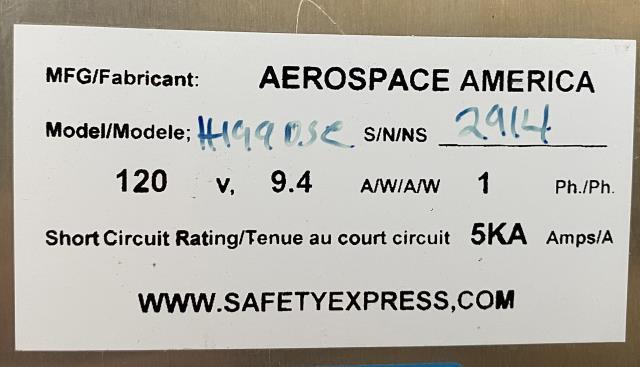 MFG/Fabricant: AEROSPACE AMERICA
Model/Modele; H1990SC S/N/NS 2914
120 v, 9.4 A/W/A/W 1 Ph./Ph.
Short Circuit Rating/Tenue au court circuit 5KA Amps/A
WWW.SAFETYEXPRESS,COM